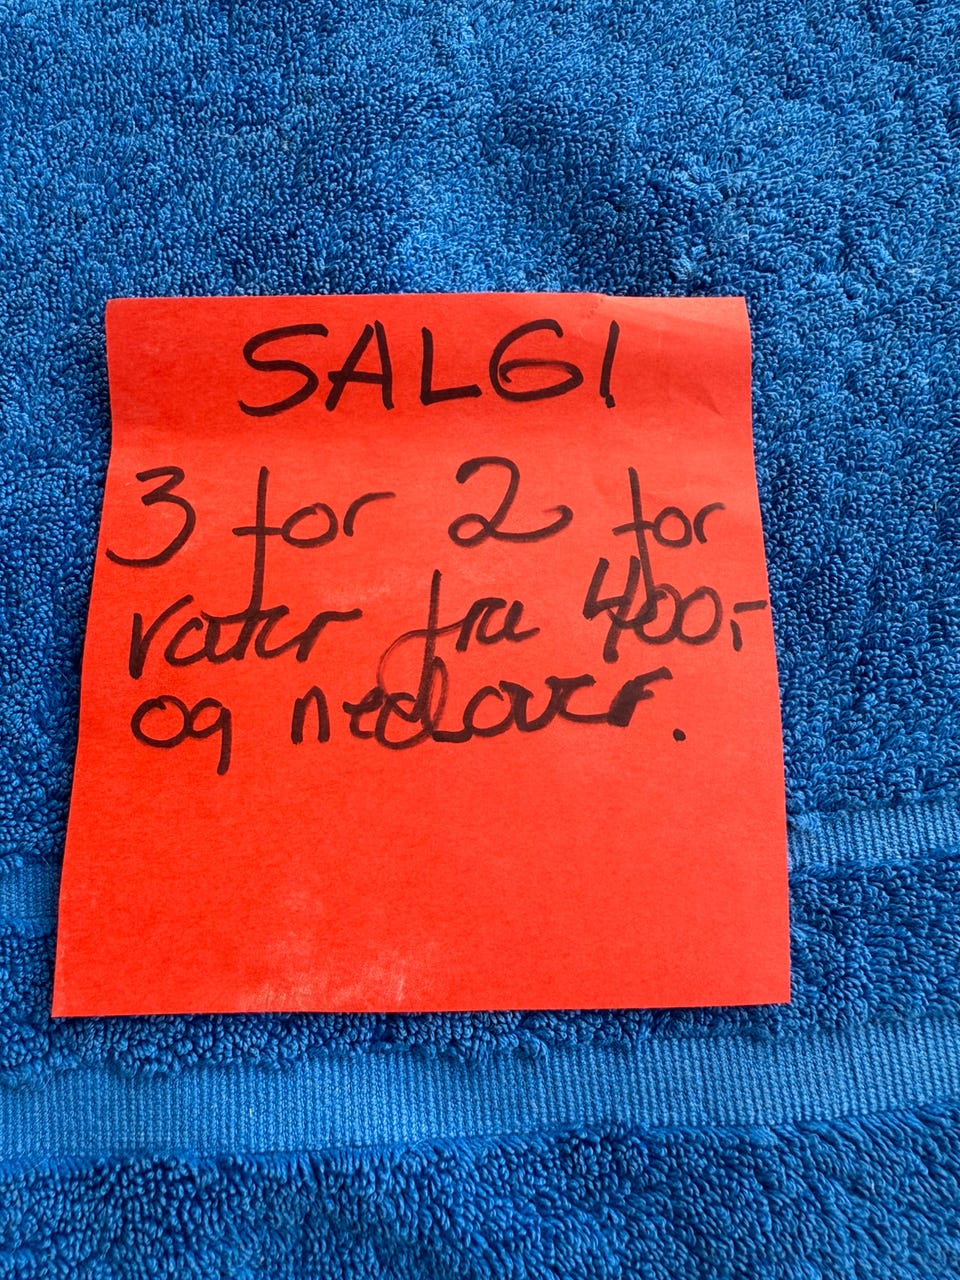 SALG!
3 for 2 for
varer fra 400,-
og nedover.